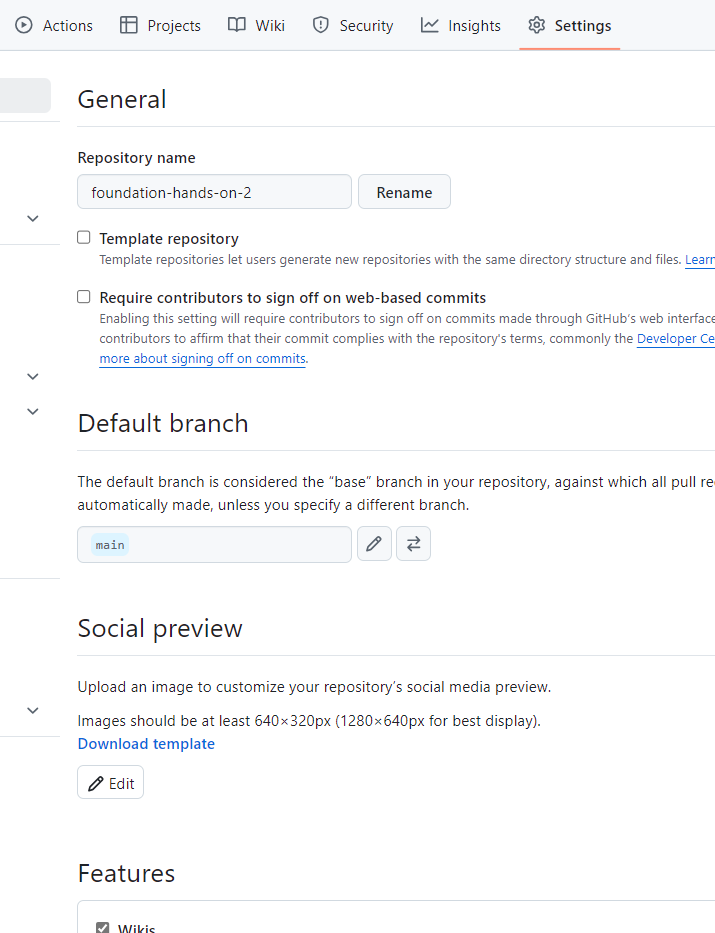 Actions Projects Wiki Security Insights Settings
General
Repository name
foundation-hands-on-2 Rename
Template repository
Template repositories let users generate new repositories with the same directory structure and files. Learn
Require contributors to sign off on web-based commits
Enabling this setting will require contributors to sign off on commits made through GitHub’s web interface
contributors to affirm that their commit complies with the repository's terms, commonly the Developer Ce
more about signing off on commits.
Default branch
The default branch is considered the “base” branch in your repository, against which all pull re
automatically made, unless you specify a different branch.
main
Social preview
Upload an image to customize your repository’s social media preview.
Images should be at least 640×320px (1280×640px for best display).
Download template
Edit
Features
Wikis